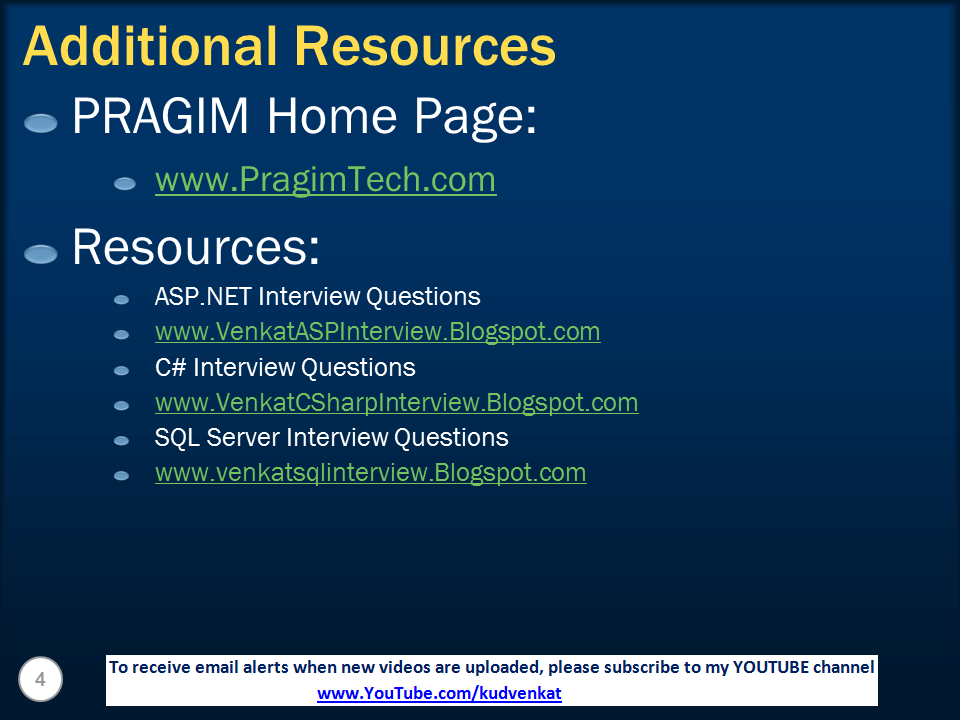 Additional Resources
PRAGIM Home Page:
www.PragimTech.com
Resources:
ASP.NET Interview Questions
www.VenkatASPInterview.Blogspot.com
C# Interview Questions
www.VenkatCSharpInterview.Blogspot.com
SQL Server Interview Questions
www.venkatsqlinterview.Blogspot.com
4
To receive email alerts when new videos are uploaded, please subscribe to my YOUTUBE channel
www.YouTube.com/kudvenkat